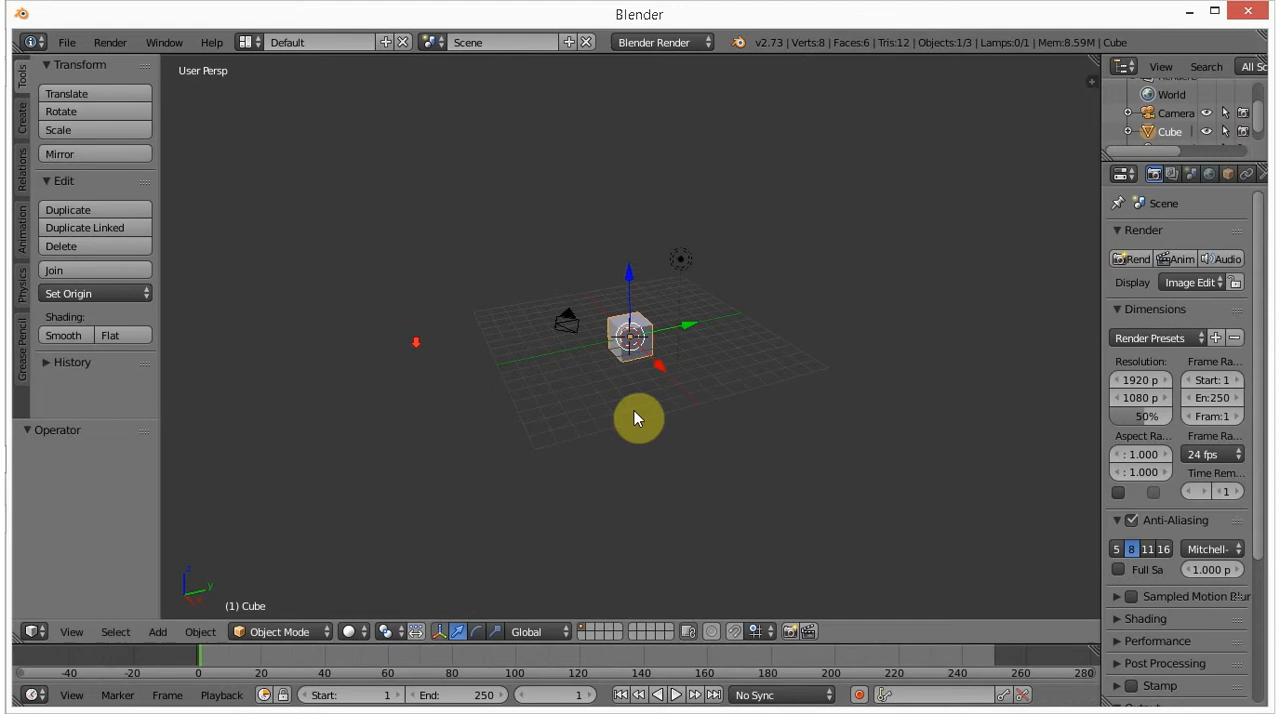 Blender
File Render Window Help Default Scene Blender Render v2.73 | Verts:8 | Faces:6 | Tris:12 | Objects:1/3 | Lamps:0/1 | Mem:8.59M | Cube
Tools
Create
Relations
Animation
Physics
Grease Pencil
Transform
Translate
Rotate
Scale
Mirror
Edit
Duplicate
Duplicate Linked
Delete
Join
Set Origin
Shading:
Smooth Flat
History
Operator
User Persp
(1) Cube
z
y
View Search All Sc
World
Camera
Cube
Scene
Render
Rend Anim Audio
Display Image Edit
Dimensions
Render Presets
Resolution: Frame Ra...
1920 p Start: 1
1080 p En:250
50% Fram:1
Aspect Ra... Frame Ra...
: 1.000 24 fps
: 1.000 Time Rem...
1
Anti-Aliasing
5 8 11 16 Mitchell-
Full Sa 1.000 p
Sampled Motion Blur
Shading
Performance
Post Processing
Stamp
View Select Add Object Object Mode Global
-40 -20 0 20 40 60 80 100 120 140 160 180 200 220 240 260 280
View Marker Frame Playback Start: 1 End: 250 1 No Sync